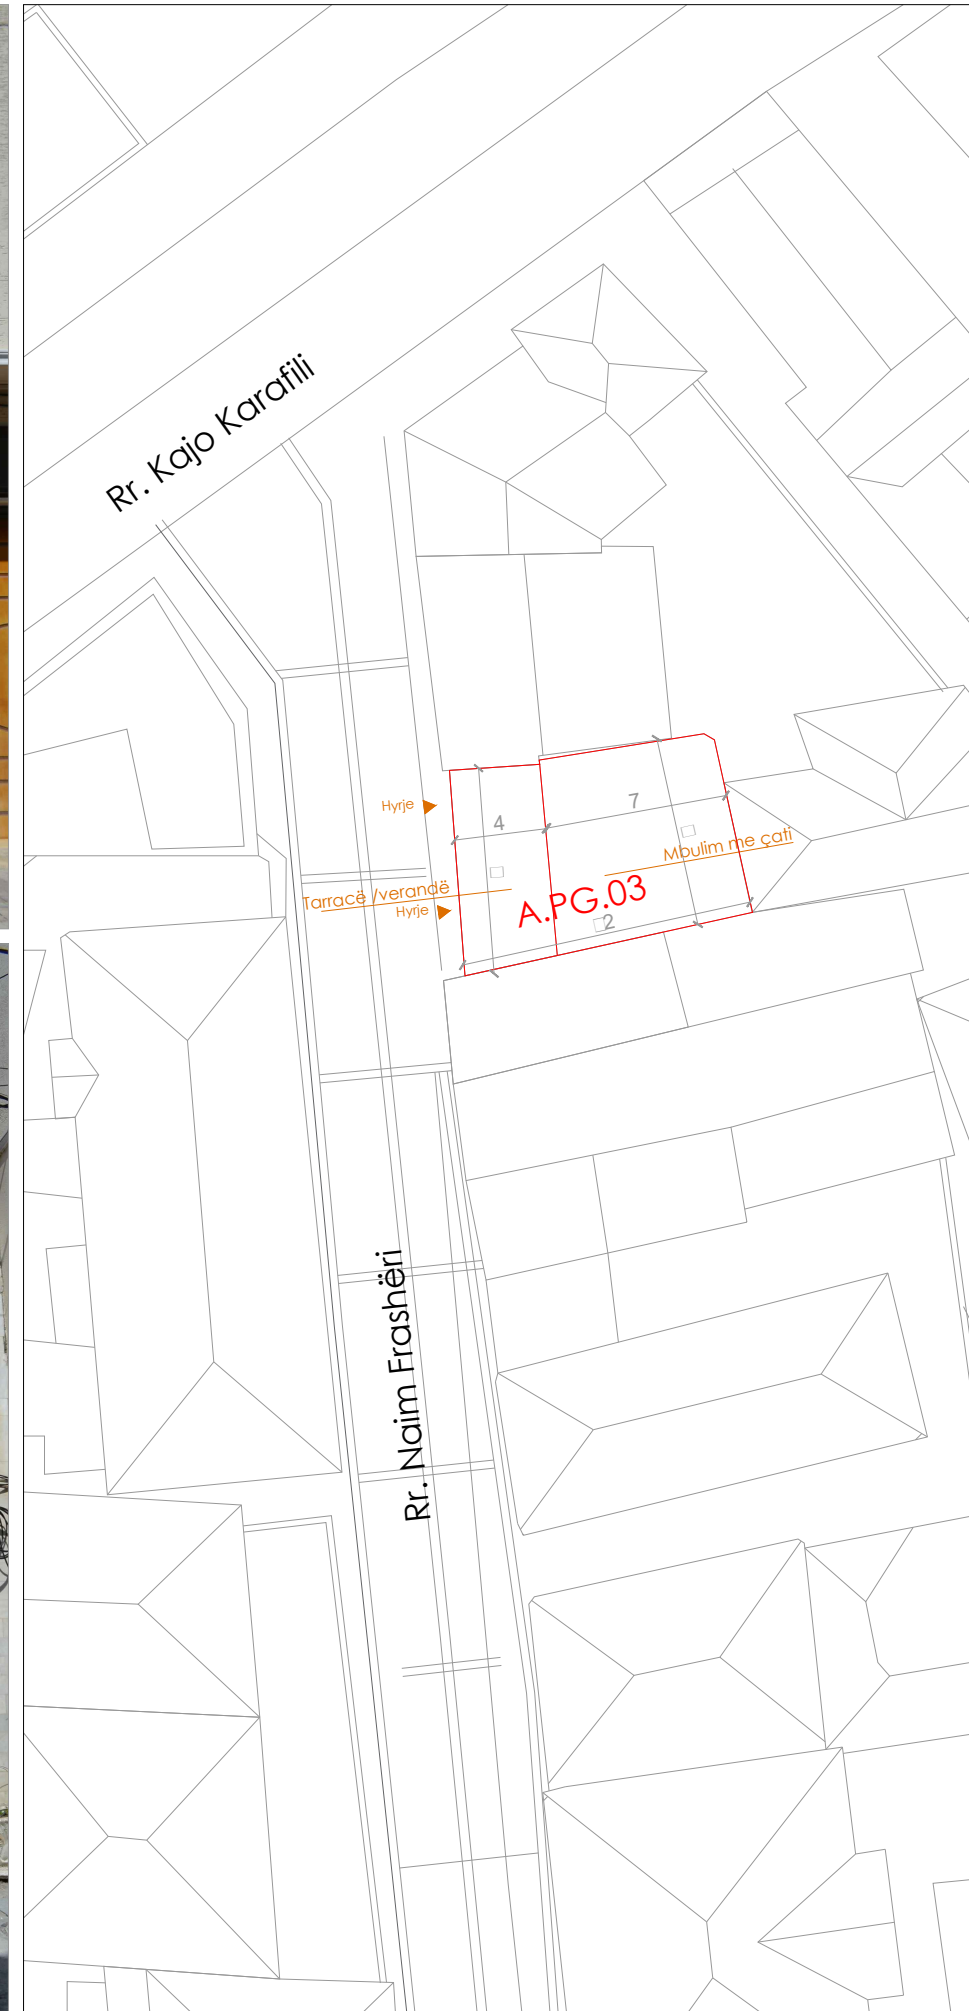 Rr. Kajo Karafili
Hyrje
4
7
Mbulim me çati
Tarracë /verandë
Hyrje
A.PG.03
2
Rr. Naim Frashëri